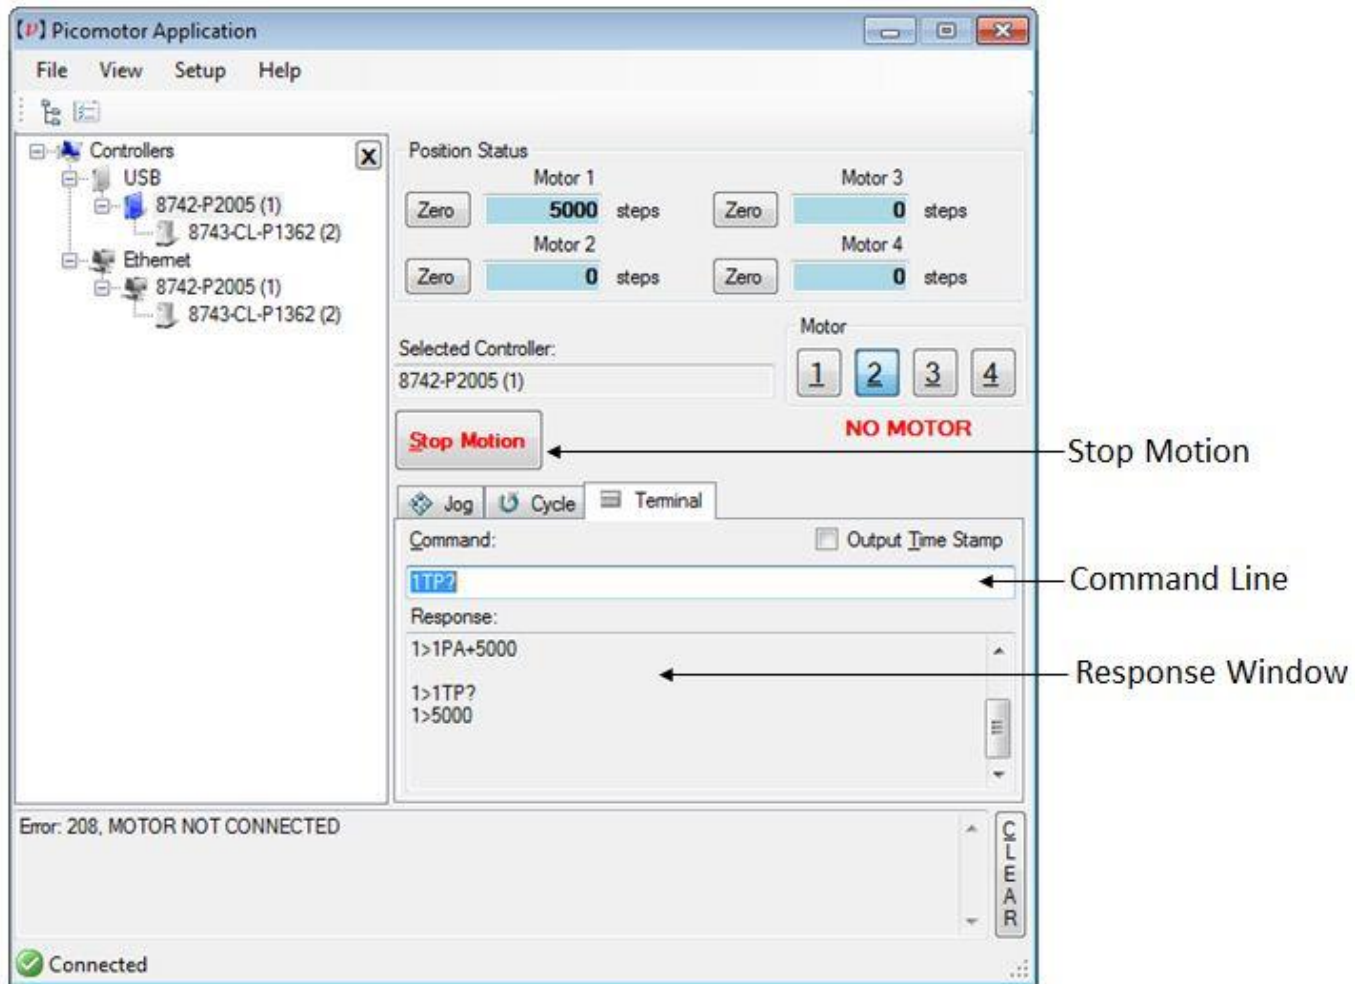 [ν] Picomotor Application
File View Setup Help
Controllers
USB
8742-P2005 (1)
8743-CL-P1362 (2)
Ethernet
8742-P2005 (1)
8743-CL-P1362 (2)
X
Position Status
Motor 1 Motor 3
Zero 5000 steps Zero 0 steps
Motor 2 Motor 4
Zero 0 steps Zero 0 steps
Selected Controller:
8742-P2005 (1)
Motor
1 2 3 4
NO MOTOR
Stop Motion
Stop Motion
Jog Cycle Terminal
Command: Output Time Stamp
1TP?
Command Line
Response:
1>1PA+5000
1>1TP?
1>5000
Response Window
Error: 208, MOTOR NOT CONNECTED
CLEAR
Connected